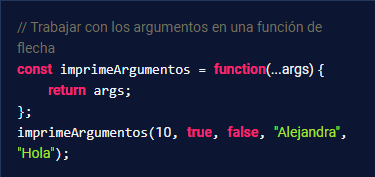 // Trabajar con los argumentos en una función de
flecha
const imprimeArgumentos = function(...args) {
    return args;
};
imprimeArgumentos(10, true, false, "Alejandra",
"Hola");